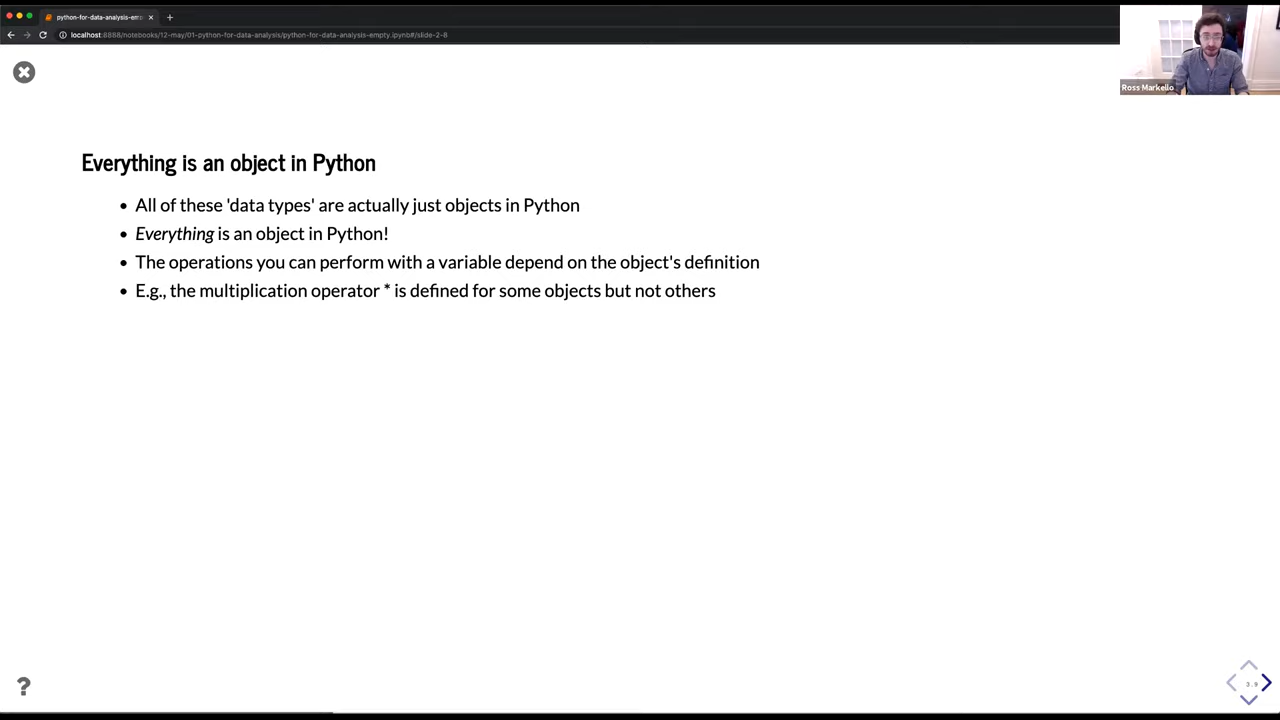 python-for-data-analysis-emp
localhost:8888/notebooks/12-may/01-python-for-data-analysis/python-for-data-analysis-empty.ipynb#/slide-2-8
Ross Markello
Everything is an object in Python
• All of these 'data types' are actually just objects in Python
• Everything is an object in Python!
• The operations you can perform with a variable depend on the object's definition
• E.g., the multiplication operator * is defined for some objects but not others
?
3.9